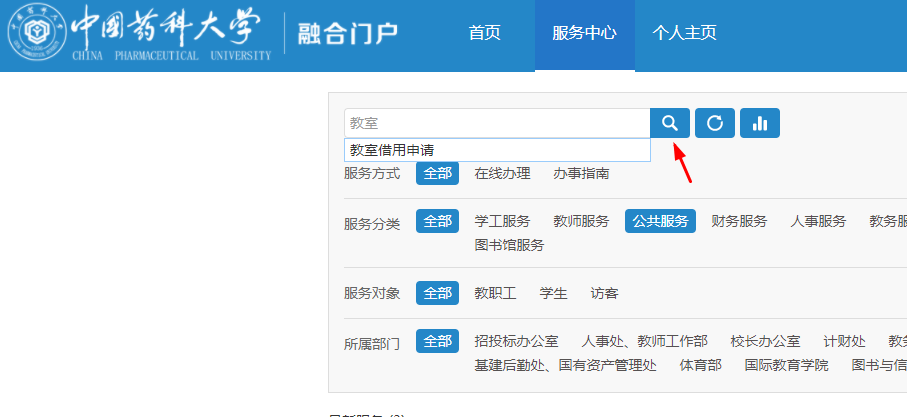 中國药科大学 融合门户 首页 服务中心 个人主页
CHINA PHARMACEUTICAL UNIVERSITY
教室
教室借用申请
服务方式 全部 在线办理 办事指南
服务分类 全部 学工服务 教师服务 公共服务 财务服务 人事服务 教务服
图书馆服务
服务对象 全部 教职工 学生 访客
所属部门 全部 招投标办公室 人事处、教师工作部 校长办公室 计财处 教务
基建后勤处、国有资产管理处 体育部 国际教育学院 图书与信